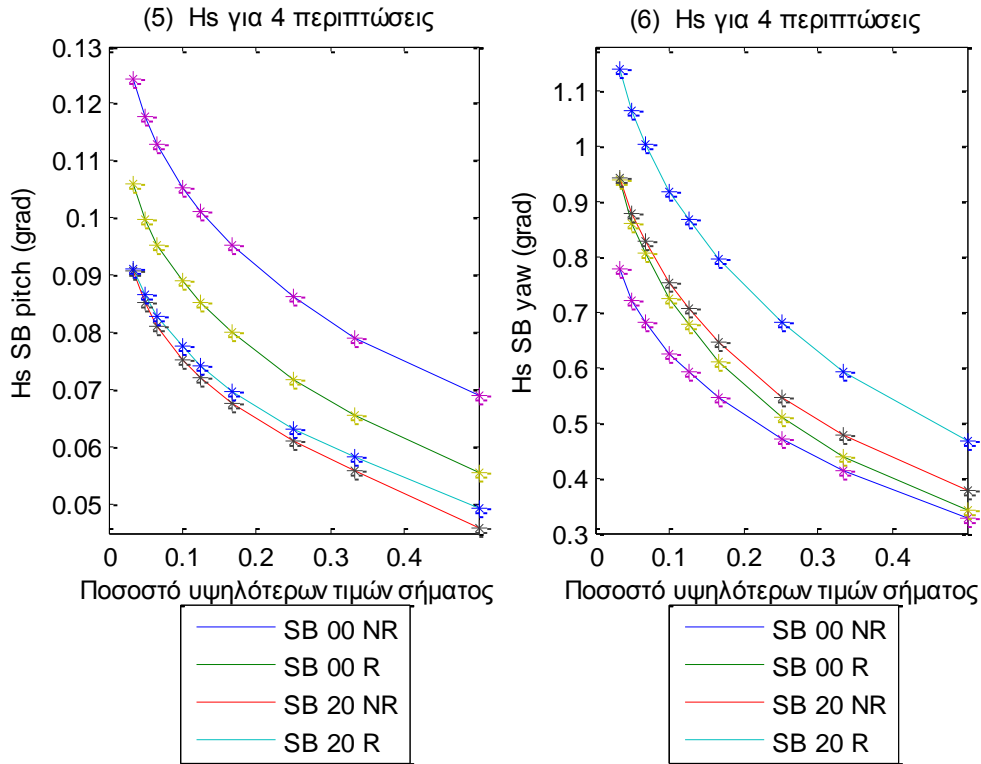 (5) Hs για 4 περιπτώσεις
0.13
0.12
0.11
0.1
0.09
0.08
0.07
0.06
0.05
Hs SB pitch (grad)
0 0.1 0.2 0.3 0.4
Ποσοστό υψηλότερων τιμών σήματος
SB 00 NR
SB 00 R
SB 20 NR
SB 20 R
(6) Hs για 4 περιπτώσεις
1.1
1
0.9
0.8
0.7
0.6
0.5
0.4
0.3
Hs SB yaw (grad)
0 0.1 0.2 0.3 0.4
Ποσοστό υψηλότερων τιμών σήματος
SB 00 NR
SB 00 R
SB 20 NR
SB 20 R